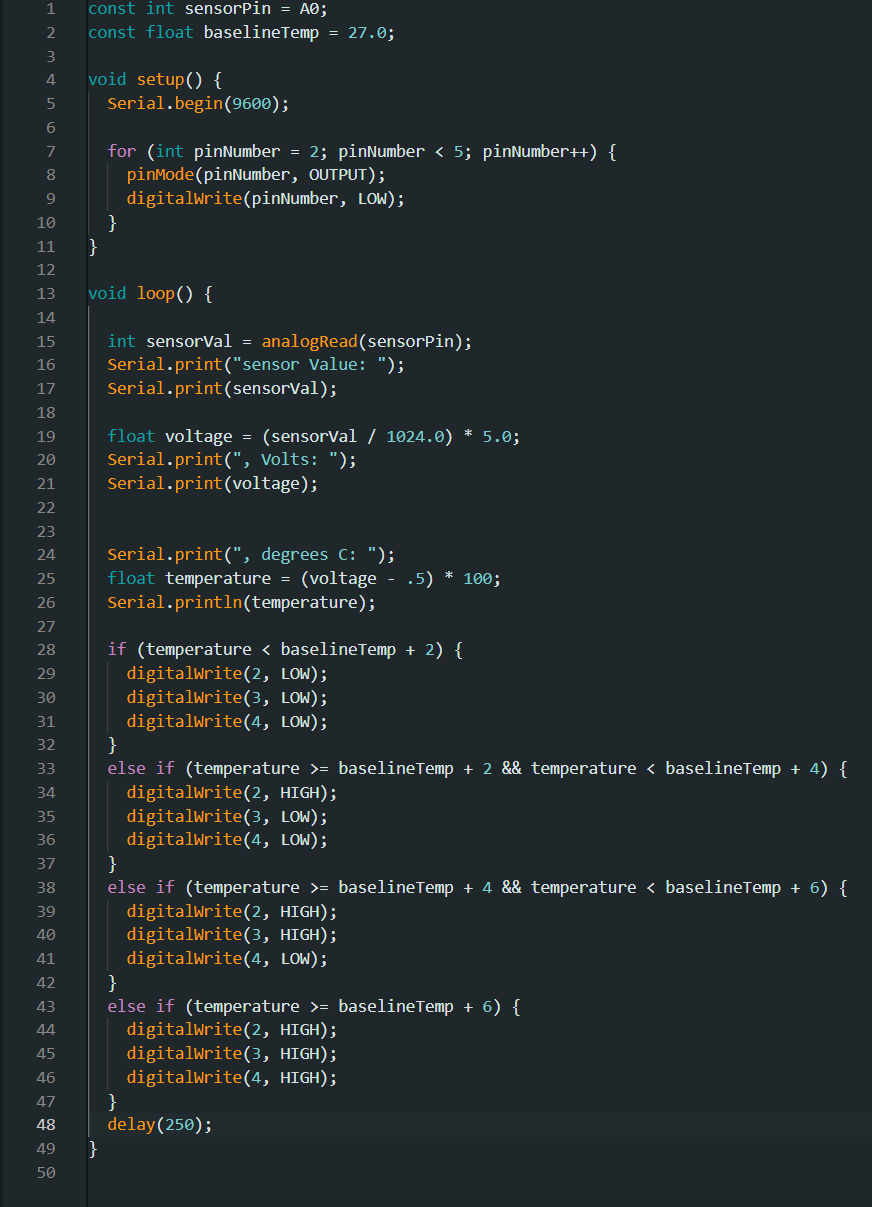 1 const int sensorPin = A0;
2 const float baselineTemp = 27.0;
3
4 void setup() {
5   Serial.begin(9600);
6
7   for (int pinNumber = 2; pinNumber < 5; pinNumber++) {
8     pinMode(pinNumber, OUTPUT);
9     digitalWrite(pinNumber, LOW);
10   }
11 }
12
13 void loop() {
14
15   int sensorVal = analogRead(sensorPin);
16   Serial.print("sensor Value: ");
17   Serial.print(sensorVal);
18
19   float voltage = (sensorVal / 1024.0) * 5.0;
20   Serial.print(", Volts: ");
21   Serial.print(voltage);
22
23
24   Serial.print(", degrees C: ");
25   float temperature = (voltage - .5) * 100;
26   Serial.println(temperature);
27
28   if (temperature < baselineTemp + 2) {
29     digitalWrite(2, LOW);
30     digitalWrite(3, LOW);
31     digitalWrite(4, LOW);
32   }
33   else if (temperature >= baselineTemp + 2 && temperature < baselineTemp + 4) {
34     digitalWrite(2, HIGH);
35     digitalWrite(3, LOW);
36     digitalWrite(4, LOW);
37   }
38   else if (temperature >= baselineTemp + 4 && temperature < baselineTemp + 6) {
39     digitalWrite(2, HIGH);
40     digitalWrite(3, HIGH);
41     digitalWrite(4, LOW);
42   }
43   else if (temperature >= baselineTemp + 6) {
44     digitalWrite(2, HIGH);
45     digitalWrite(3, HIGH);
46     digitalWrite(4, HIGH);
47   }
48   delay(250);
49 }
50